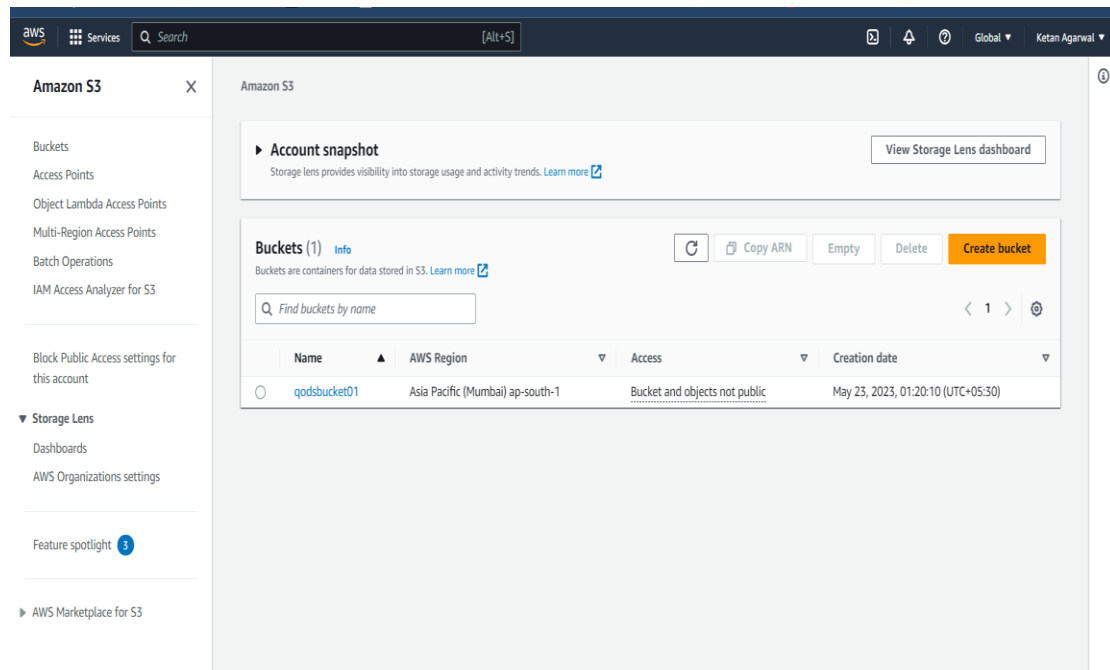 aws
Services
Search
[Alt+S]
Global
Ketan Agarwal
Amazon S3
Buckets
Access Points
Object Lambda Access Points
Multi-Region Access Points
Batch Operations
IAM Access Analyzer for S3
Block Public Access settings for
this account
Storage Lens
Dashboards
AWS Organizations settings
Feature spotlight 3
AWS Marketplace for S3
Amazon S3
Account snapshot
View Storage Lens dashboard
Storage lens provides visibility into storage usage and activity trends. Learn more
Buckets (1) Info
Copy ARN
Empty
Delete
Create bucket
Buckets are containers for data stored in S3. Learn more
Find buckets by name
1
Name AWS Region Access Creation date
qodsbucket01 Asia Pacific (Mumbai) ap-south-1 Bucket and objects not public May 23, 2023, 01:20:10 (UTC+05:30)